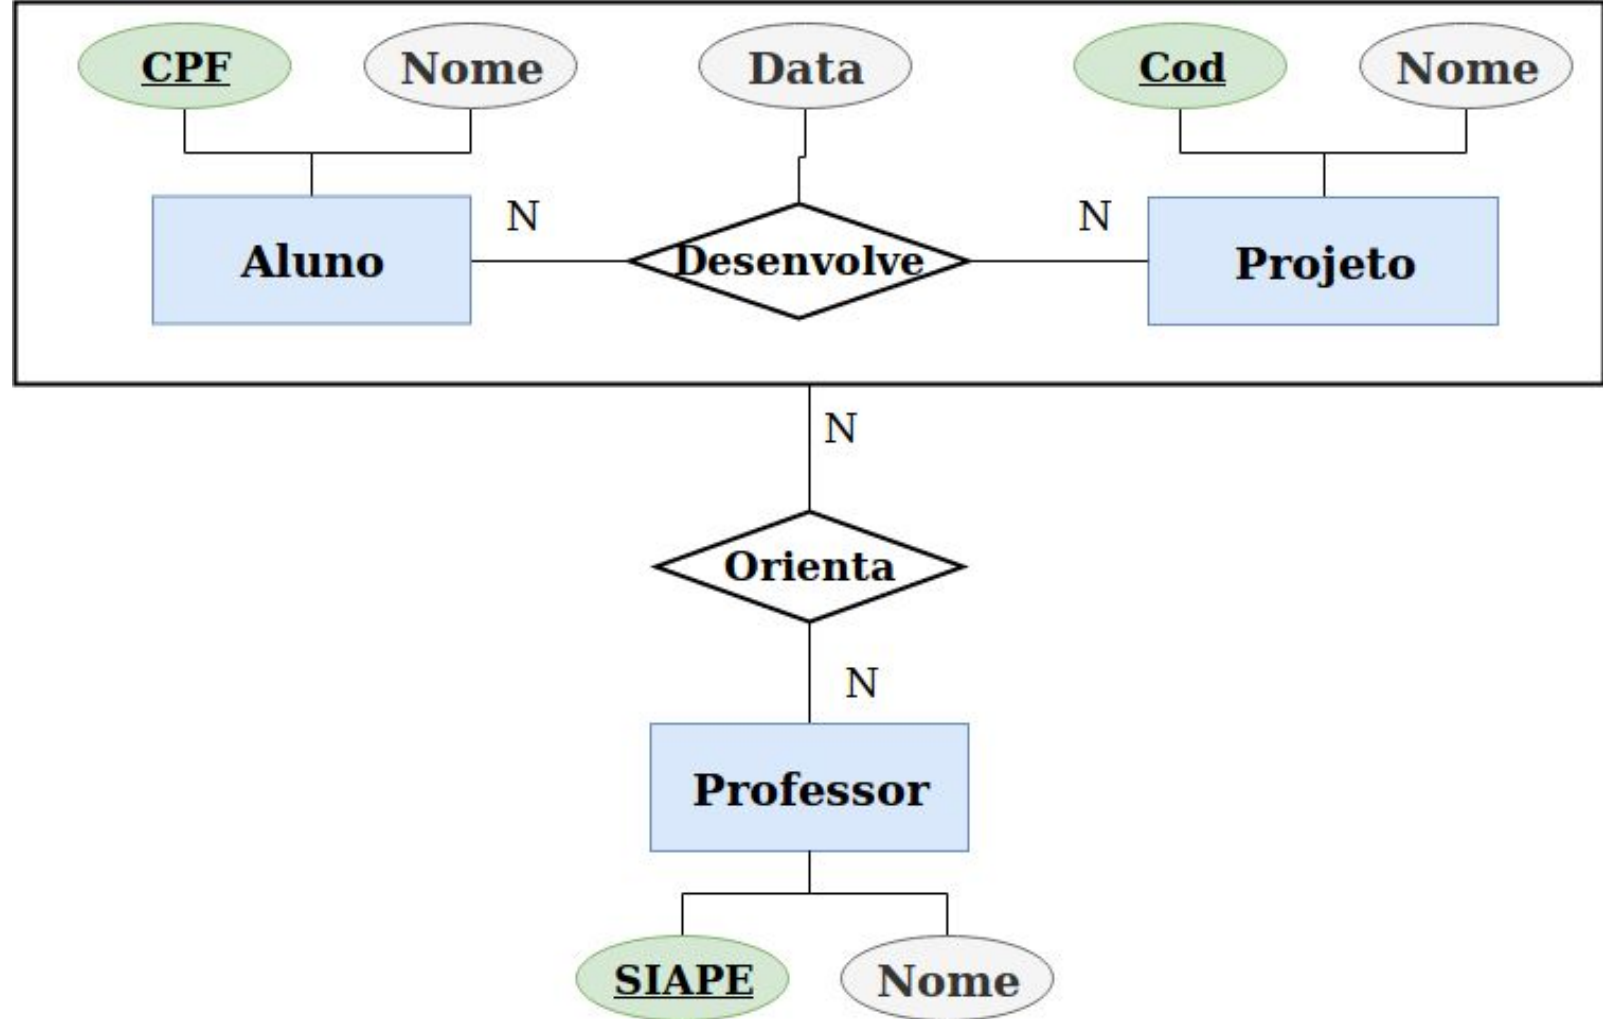 CPF Nome Data Cod Nome
N N
Aluno Desenvolve Projeto
N
Orienta
N
Professor
SIAPE Nome